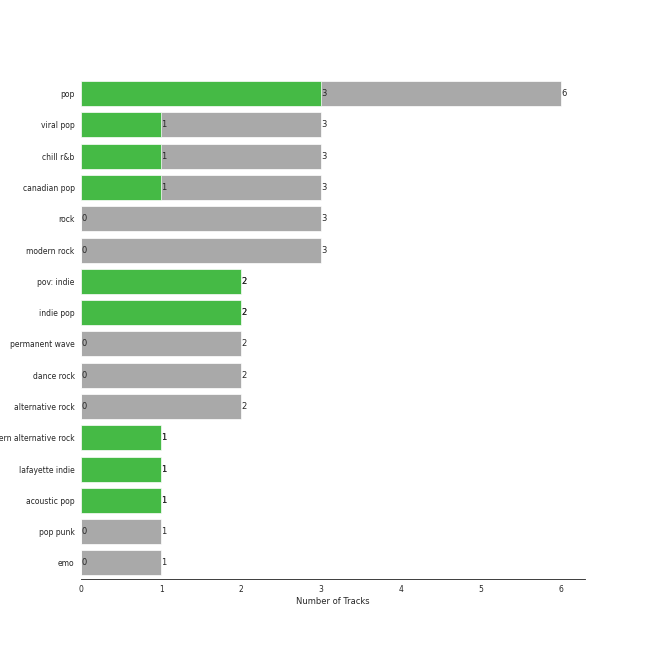 pop 3 6
viral pop 1 3
chill r&b 1 3
canadian pop 1 3
rock 0 3
modern rock 0 3
pov: indie 2
indie pop 2
permanent wave 0 2
dance rock 0 2
alternative rock 0 2
ern alternative rock 1
lafayette indie 1
acoustic pop 1
pop punk 0 1
emo 0 1
0 1 2 3 4 5 6
Number of Tracks